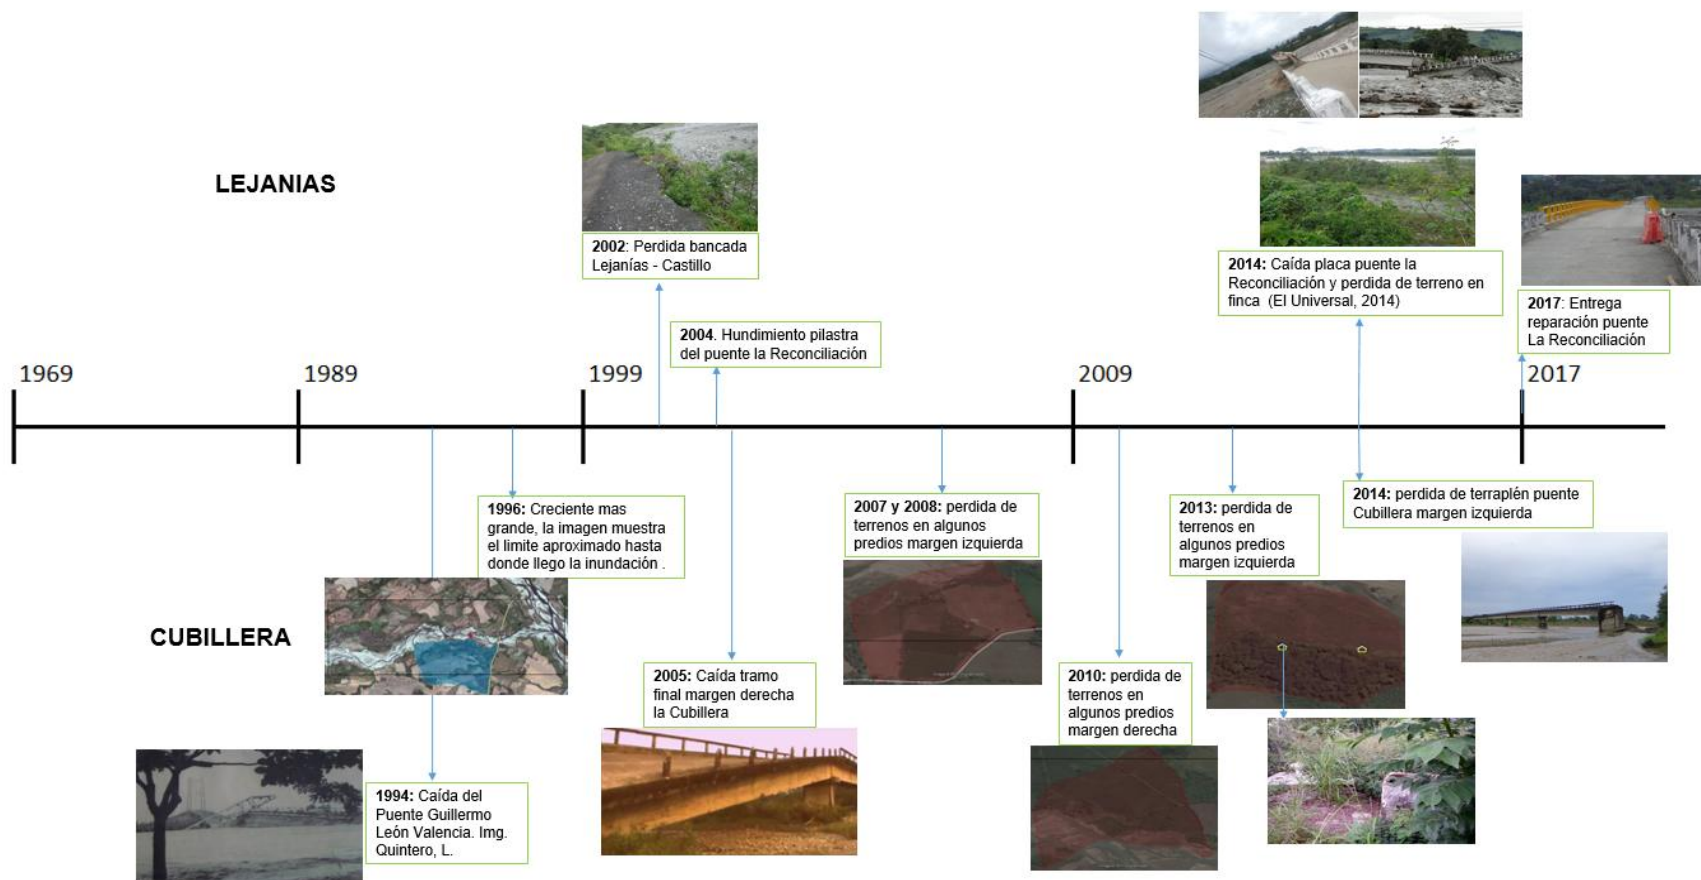 LEJANIAS
2002: Perdida bancada
Lejanías - Castillo
2004. Hundimiento pilastra
del puente la Reconciliación
2014: Caída placa puente la
Reconciliación y perdida de terreno en
finca (El Universal, 2014)
2017: Entrega
reparación puente
La Reconciliación
1969
1989
1999
2009
2017
1996: Creciente mas
grande, la imagen muestra
el limite aproximado hasta
donde llego la inundación .
2007 y 2008: perdida de
terrenos en algunos
predios margen izquierda
2013: perdida de
terrenos en
algunos predios
margen izquierda
2014: perdida de terraplén puente
Cubillera margen izquierda
CUBILLERA
2005: Caída tramo
final margen derecha
la Cubillera
2010: perdida de
terrenos en
algunos predios
margen derecha
1994: Caída del
Puente Guillermo
León Valencia. Img.
Quintero, L.